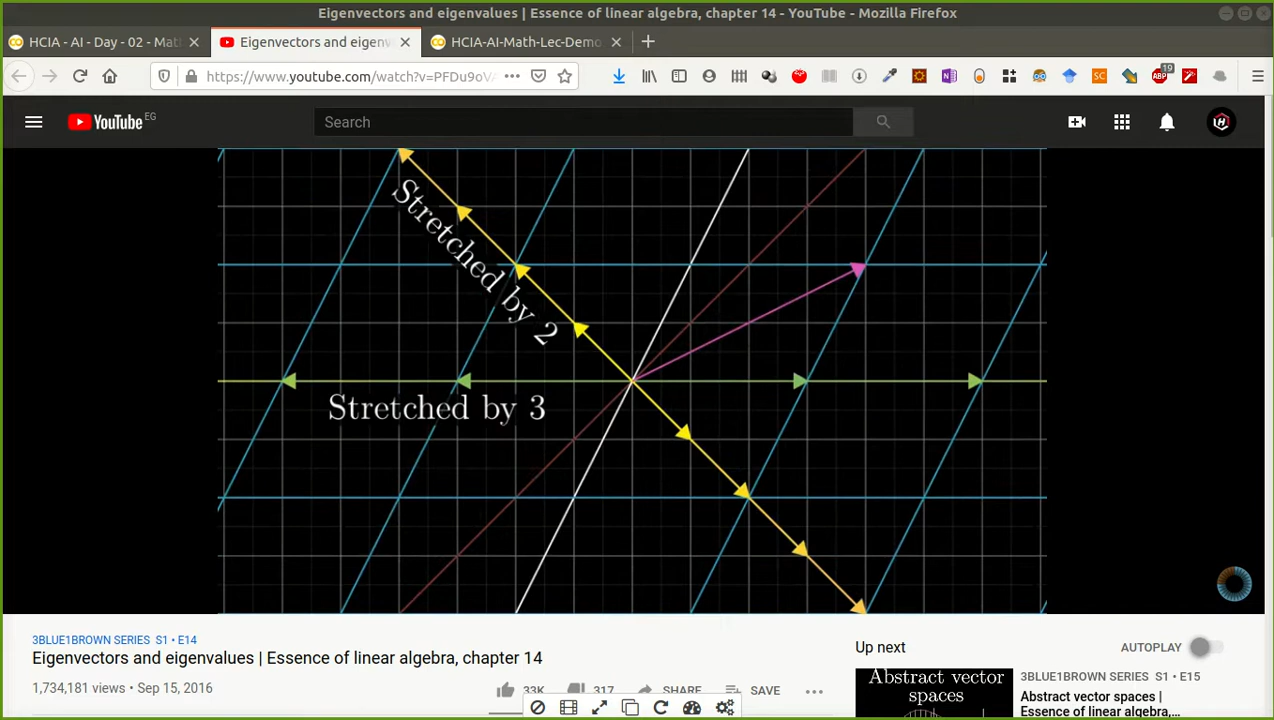 Eigenvectors and eigenvalues | Essence of linear algebra, chapter 14 - YouTube - Mozilla Firefox
HCIA - AI - Day - 02 - Mat
Eigenvectors and eigenv
HCIA-AI-Math-Lec-Demo
https://www.youtube.com/watch?v=PFDu9oVA
SC
19
ABP
YouTube EG
Search
Stretched by 2
Stretched by 3
3BLUE1BROWN SERIES S1 • E14
Eigenvectors and eigenvalues | Essence of linear algebra, chapter 14
1,734,181 views • Sep 15, 2016
33K
317
SHARE
SAVE
Up next
AUTOPLAY
Abstract vector
spaces
3BLUE1BROWN SERIES S1 • E15
Abstract vector spaces |
Essence of linear algebra,...